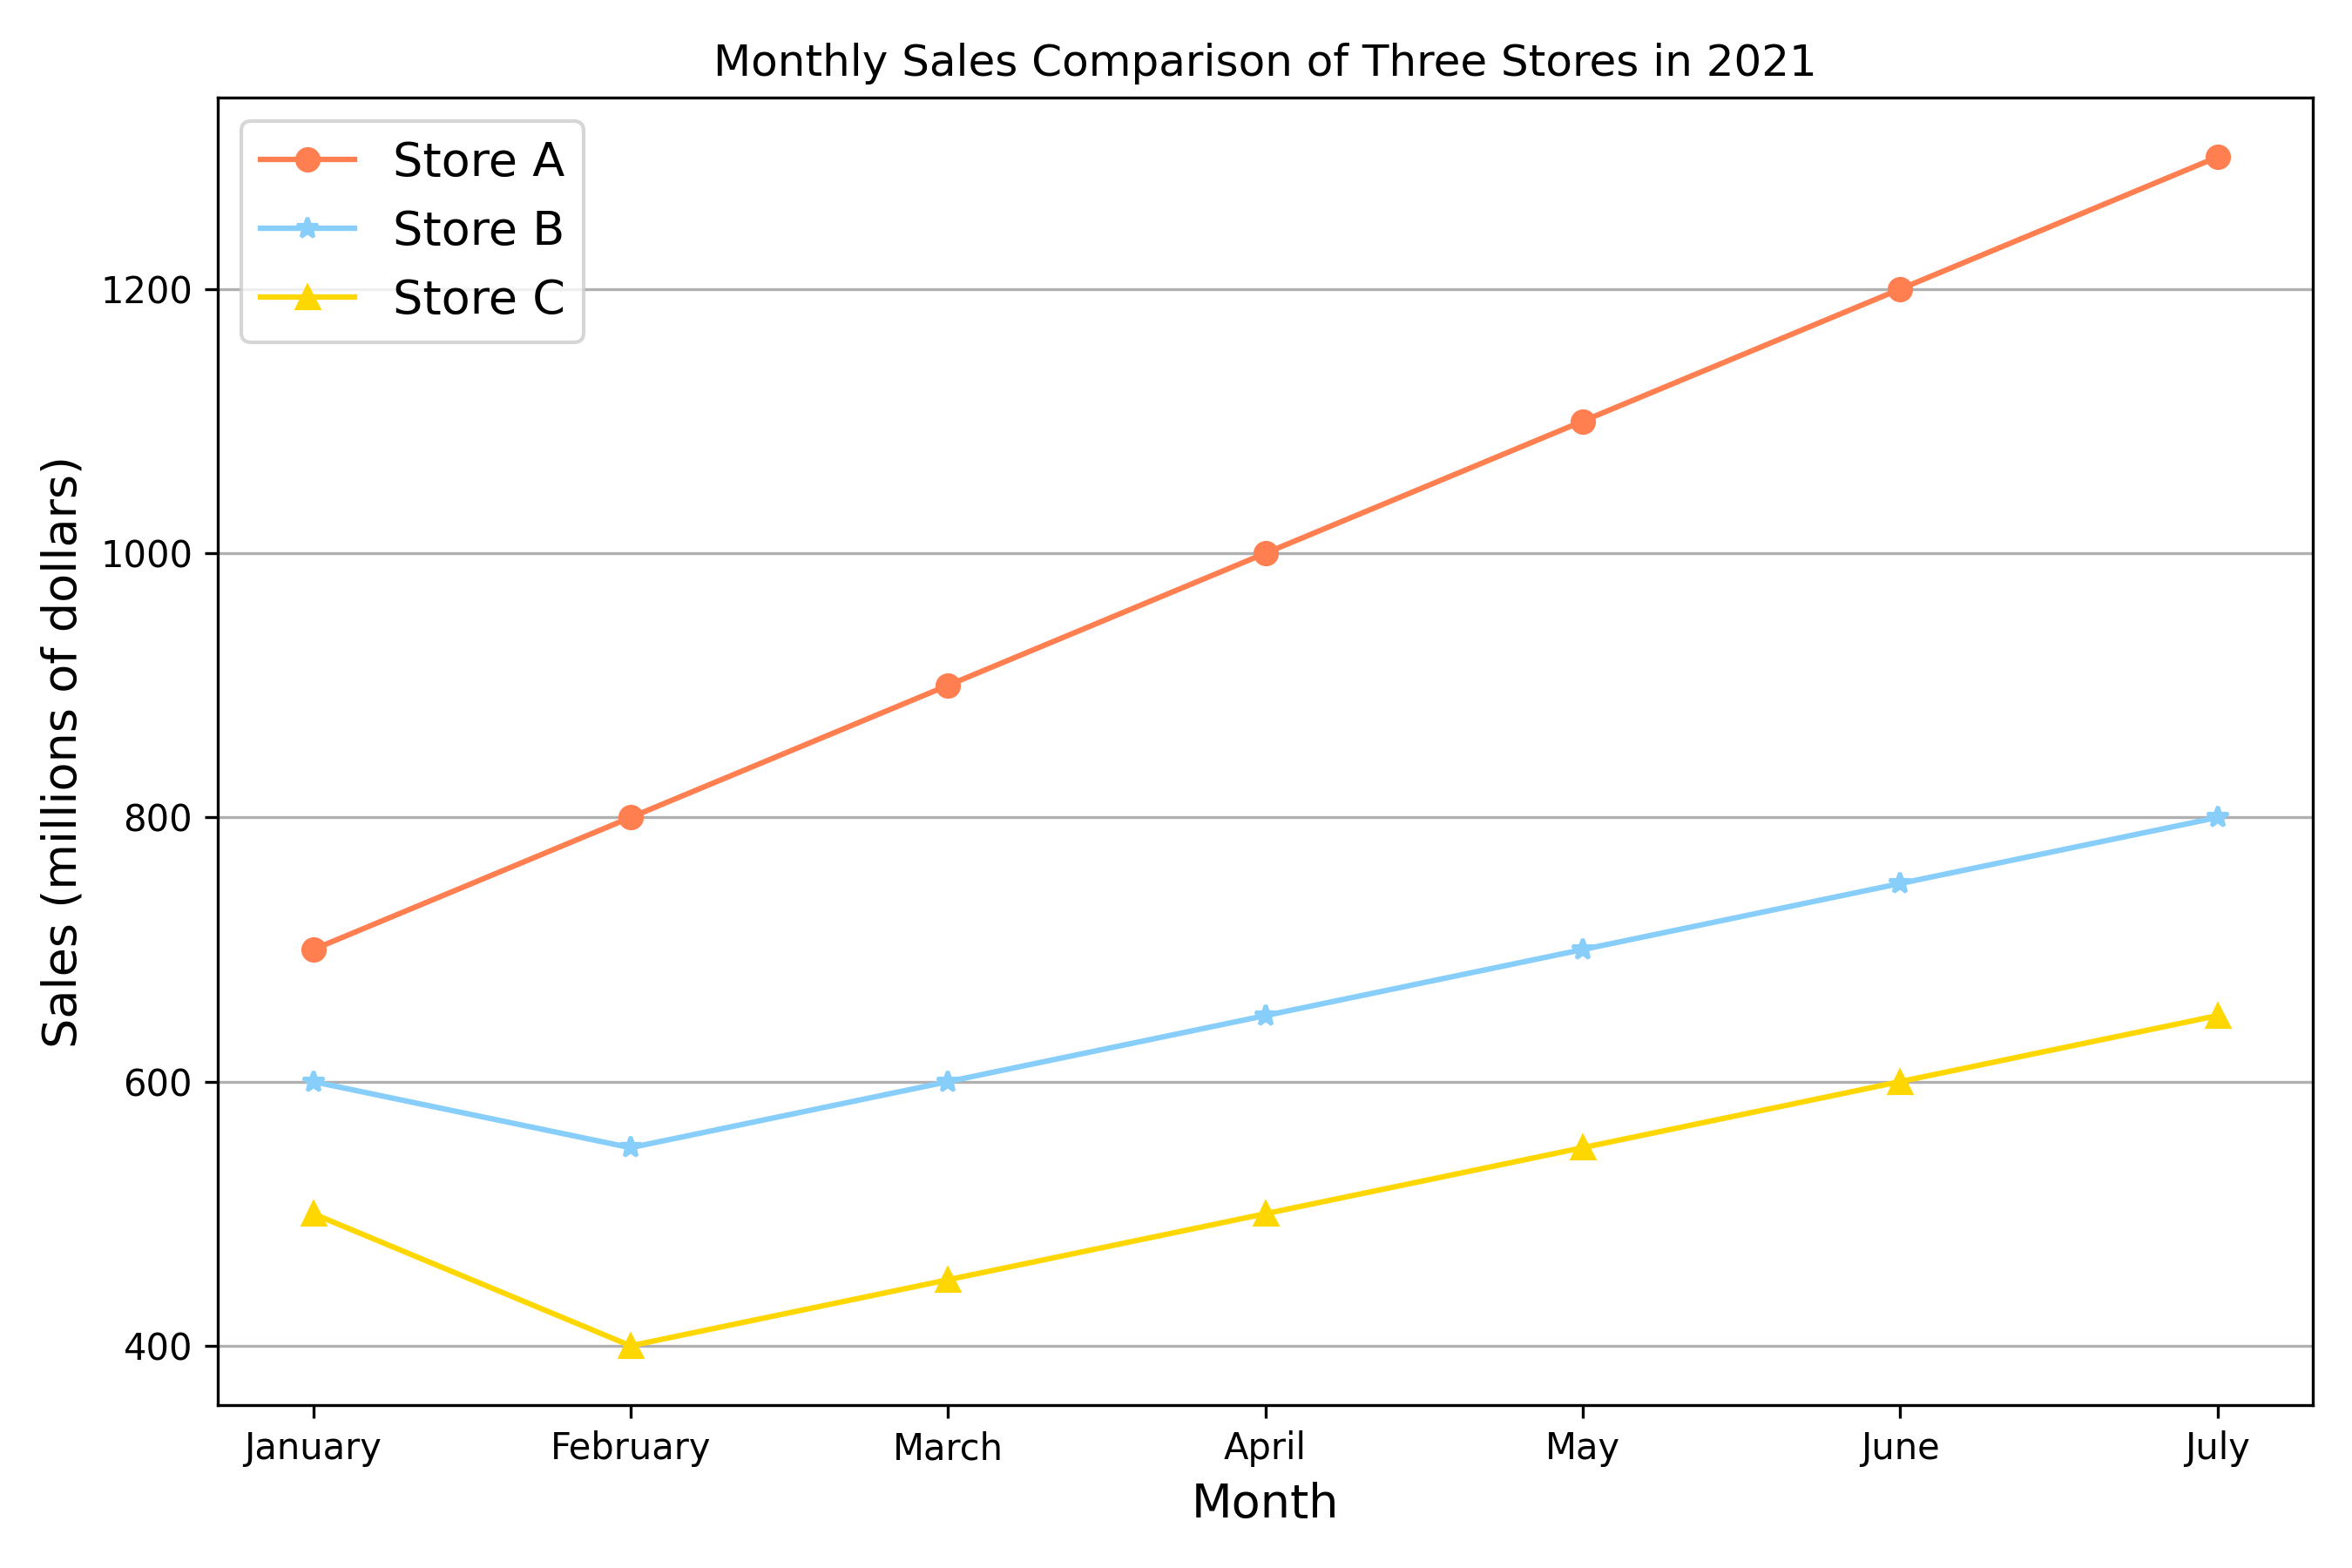 Monthly Sales Comparison of Three Stores in 2021
Store A
Store B
Store C
Sales (millions of dollars)
1200
1000
800
600
400
January February March April May June July
Month